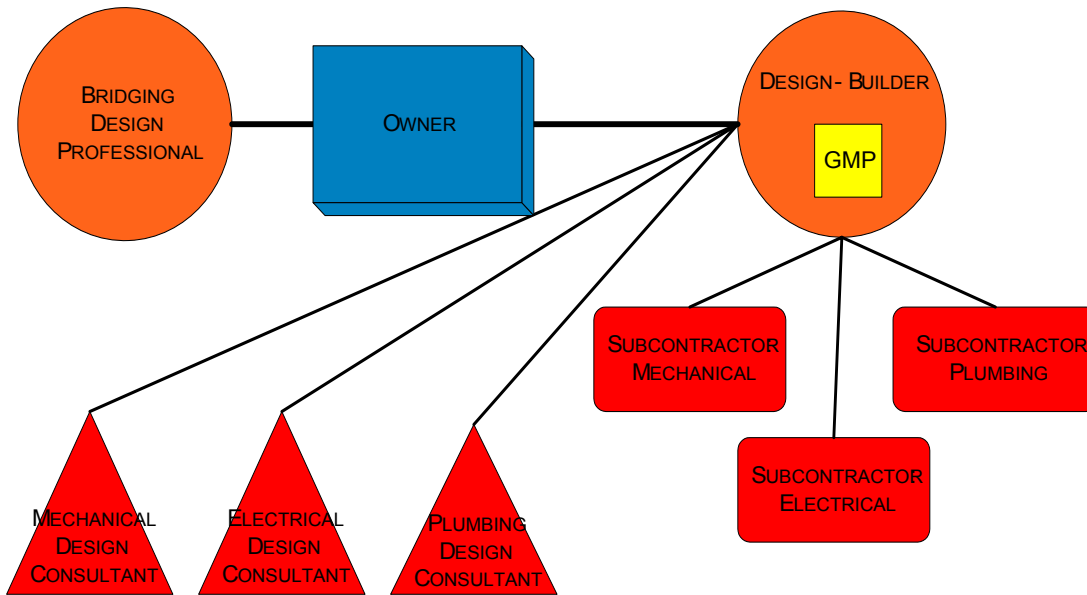 BRIDGING
DESIGN
PROFESSIONAL
OWNER
DESIGN- BUILDER
GMP
SUBCONTRACTOR
MECHANICAL
SUBCONTRACTOR
PLUMBING
SUBCONTRACTOR
ELECTRICAL
MECHANICAL
DESIGN
CONSULTANT
ELECTRICAL
DESIGN
CONSULTANT
PLUMBING
DESIGN
CONSULTANT